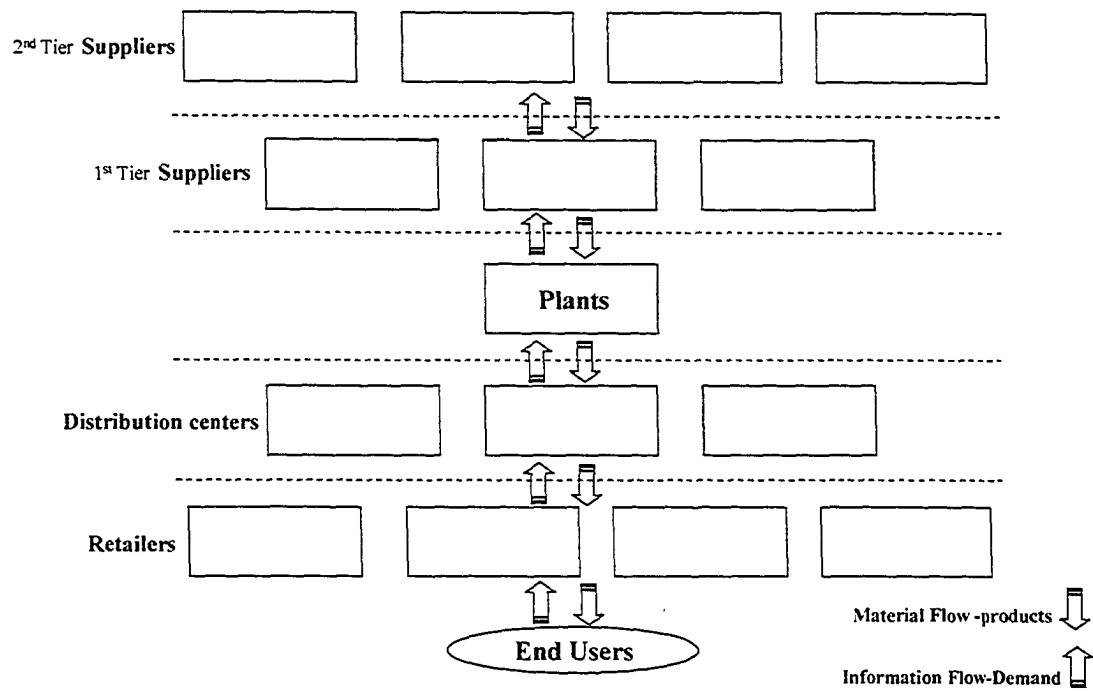 2nd Tier Suppliers
1st Tier Suppliers
Plants
Distribution centers
Retailers
End Users
Material Flow -products
Information Flow-Demand